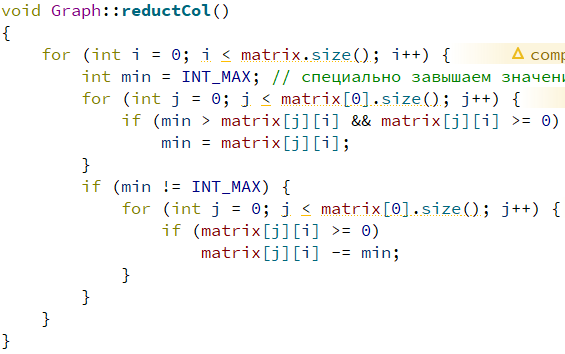 void Graph::reductCol()
{
    for (int i = 0; i < matrix.size(); i++) { comp
        int min = INT_MAX; // специально завышаем значени
        for (int j = 0; j < matrix[0].size(); j++) {
            if (min > matrix[j][i] && matrix[j][i] >= 0)
                min = matrix[j][i];
        }
        if (min != INT_MAX) {
            for (int j = 0; j < matrix[0].size(); j++) {
                if (matrix[j][i] >= 0)
                    matrix[j][i] -= min;
            }
        }
    }
}